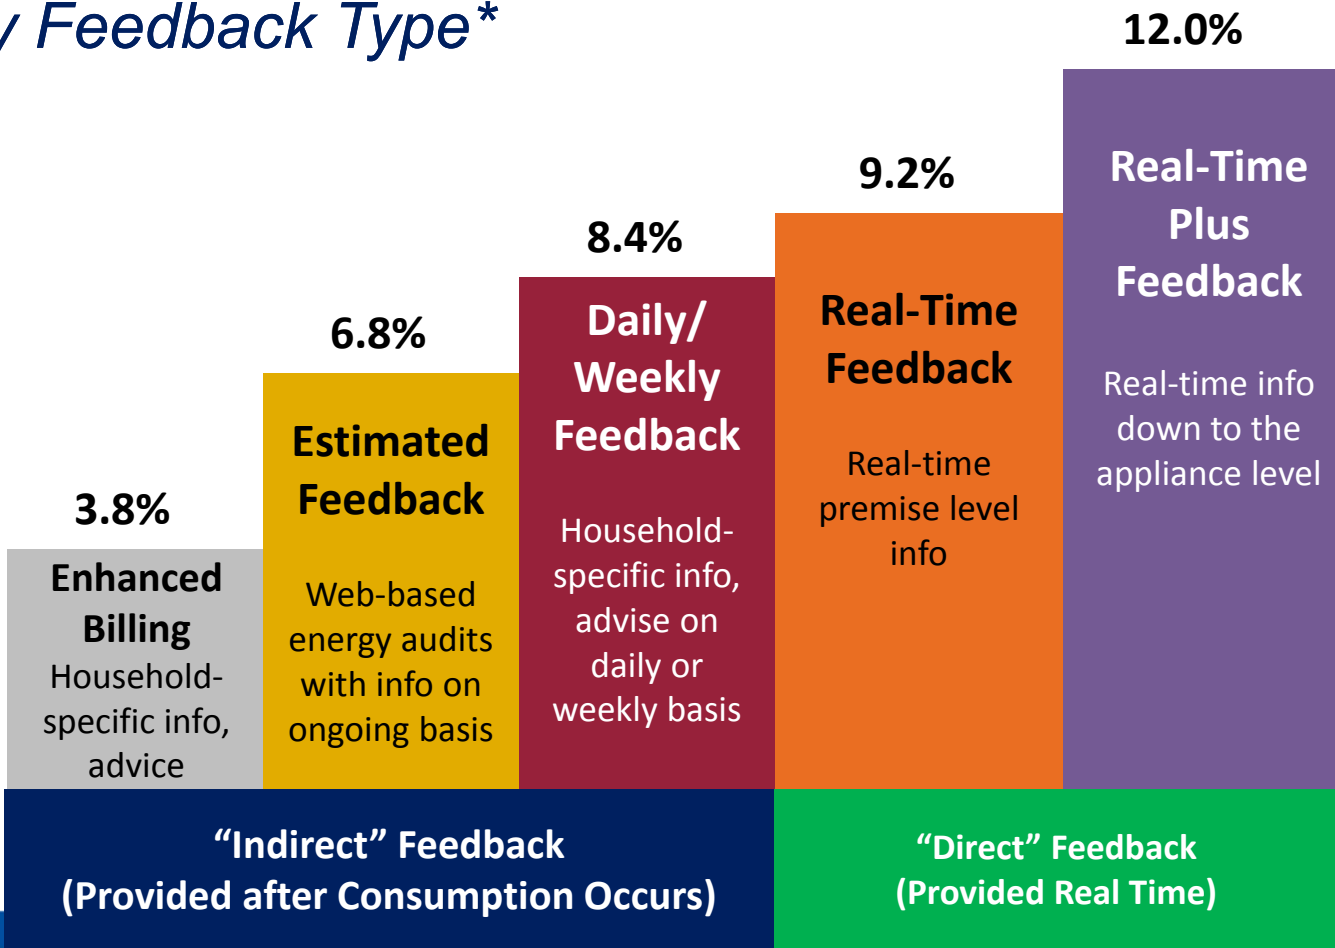 y Feedback Type*
3.8%
Enhanced
Billing
Household-
specific info,
advice
6.8%
Estimated
Feedback
Web-based
energy audits
with info on
ongoing basis
8.4%
Daily/
Weekly
Feedback
Household-
specific info,
advise on
daily or
weekly basis
9.2%
Real-Time
Feedback
Real-time
premise level
info
12.0%
Real-Time
Plus
Feedback
Real-time info
down to the
appliance level
“Indirect” Feedback
(Provided after Consumption Occurs)
“Direct” Feedback
(Provided Real Time)